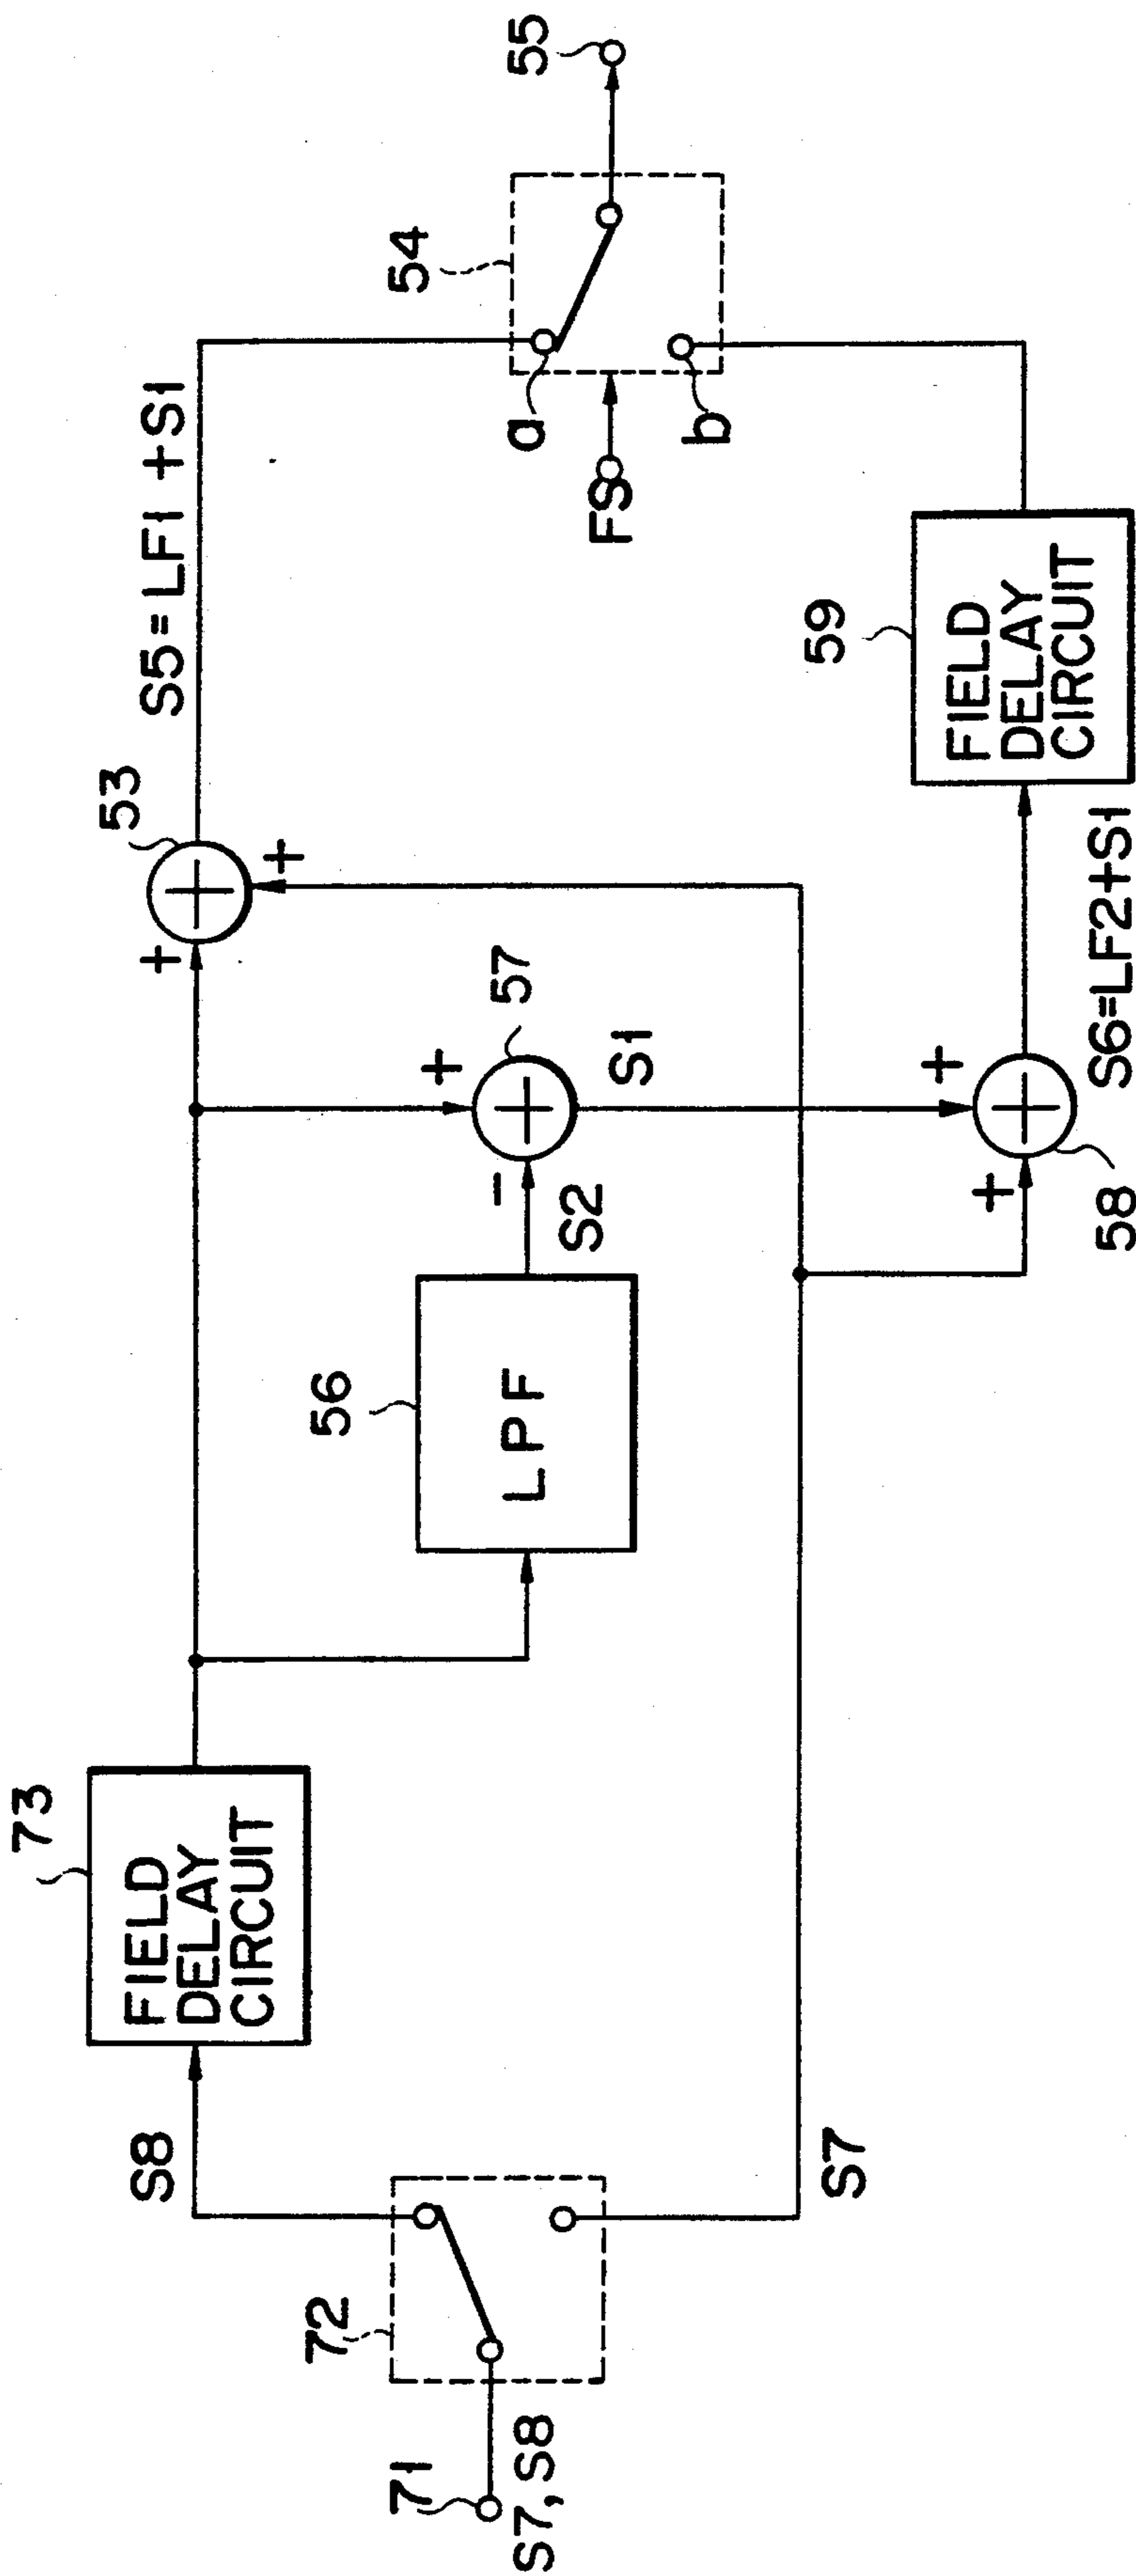 71
S7, S8
72
S8
S7
73
FIELD
DELAY
CIRCUIT
56
LPF
S2
-
+
57
S1
+
+
58
S6=LF2+S1
+
+
53
S5=LF1+S1
59
FIELD
DELAY
CIRCUIT
FS
a
b
54
55